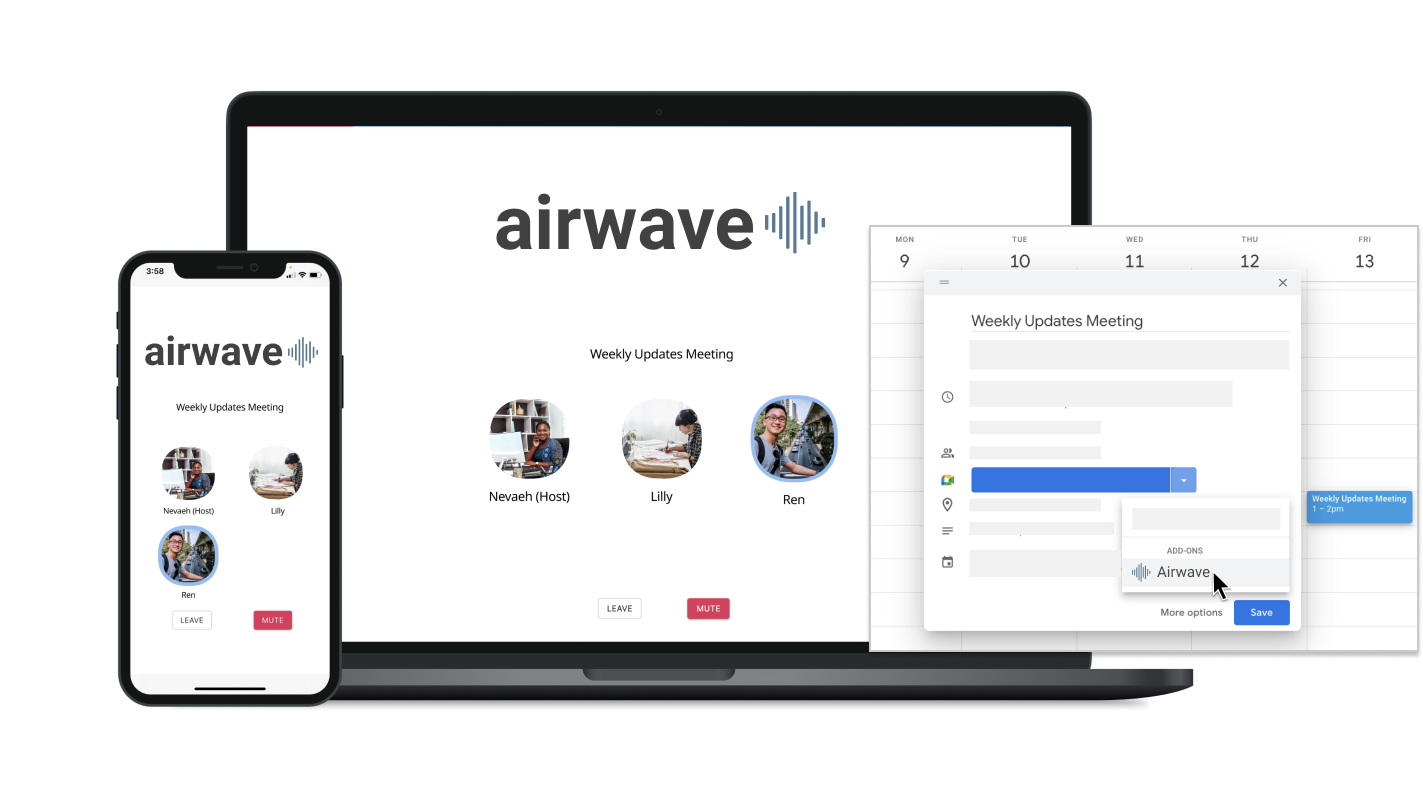 airwave
Weekly Updates Meeting
Nevaeh (Host)
Lilly
Ren
LEAVE
MUTE
3:58
airwave
Weekly Updates Meeting
Nevaeh (Host)
Lilly
Ren
LEAVE
MUTE
MON TUE WED THU FRI
9 10 11 12 13
Weekly Updates Meeting
Weekly Updates Meeting
1 – 2pm
ADD-ONS
Airwave
More options
Save